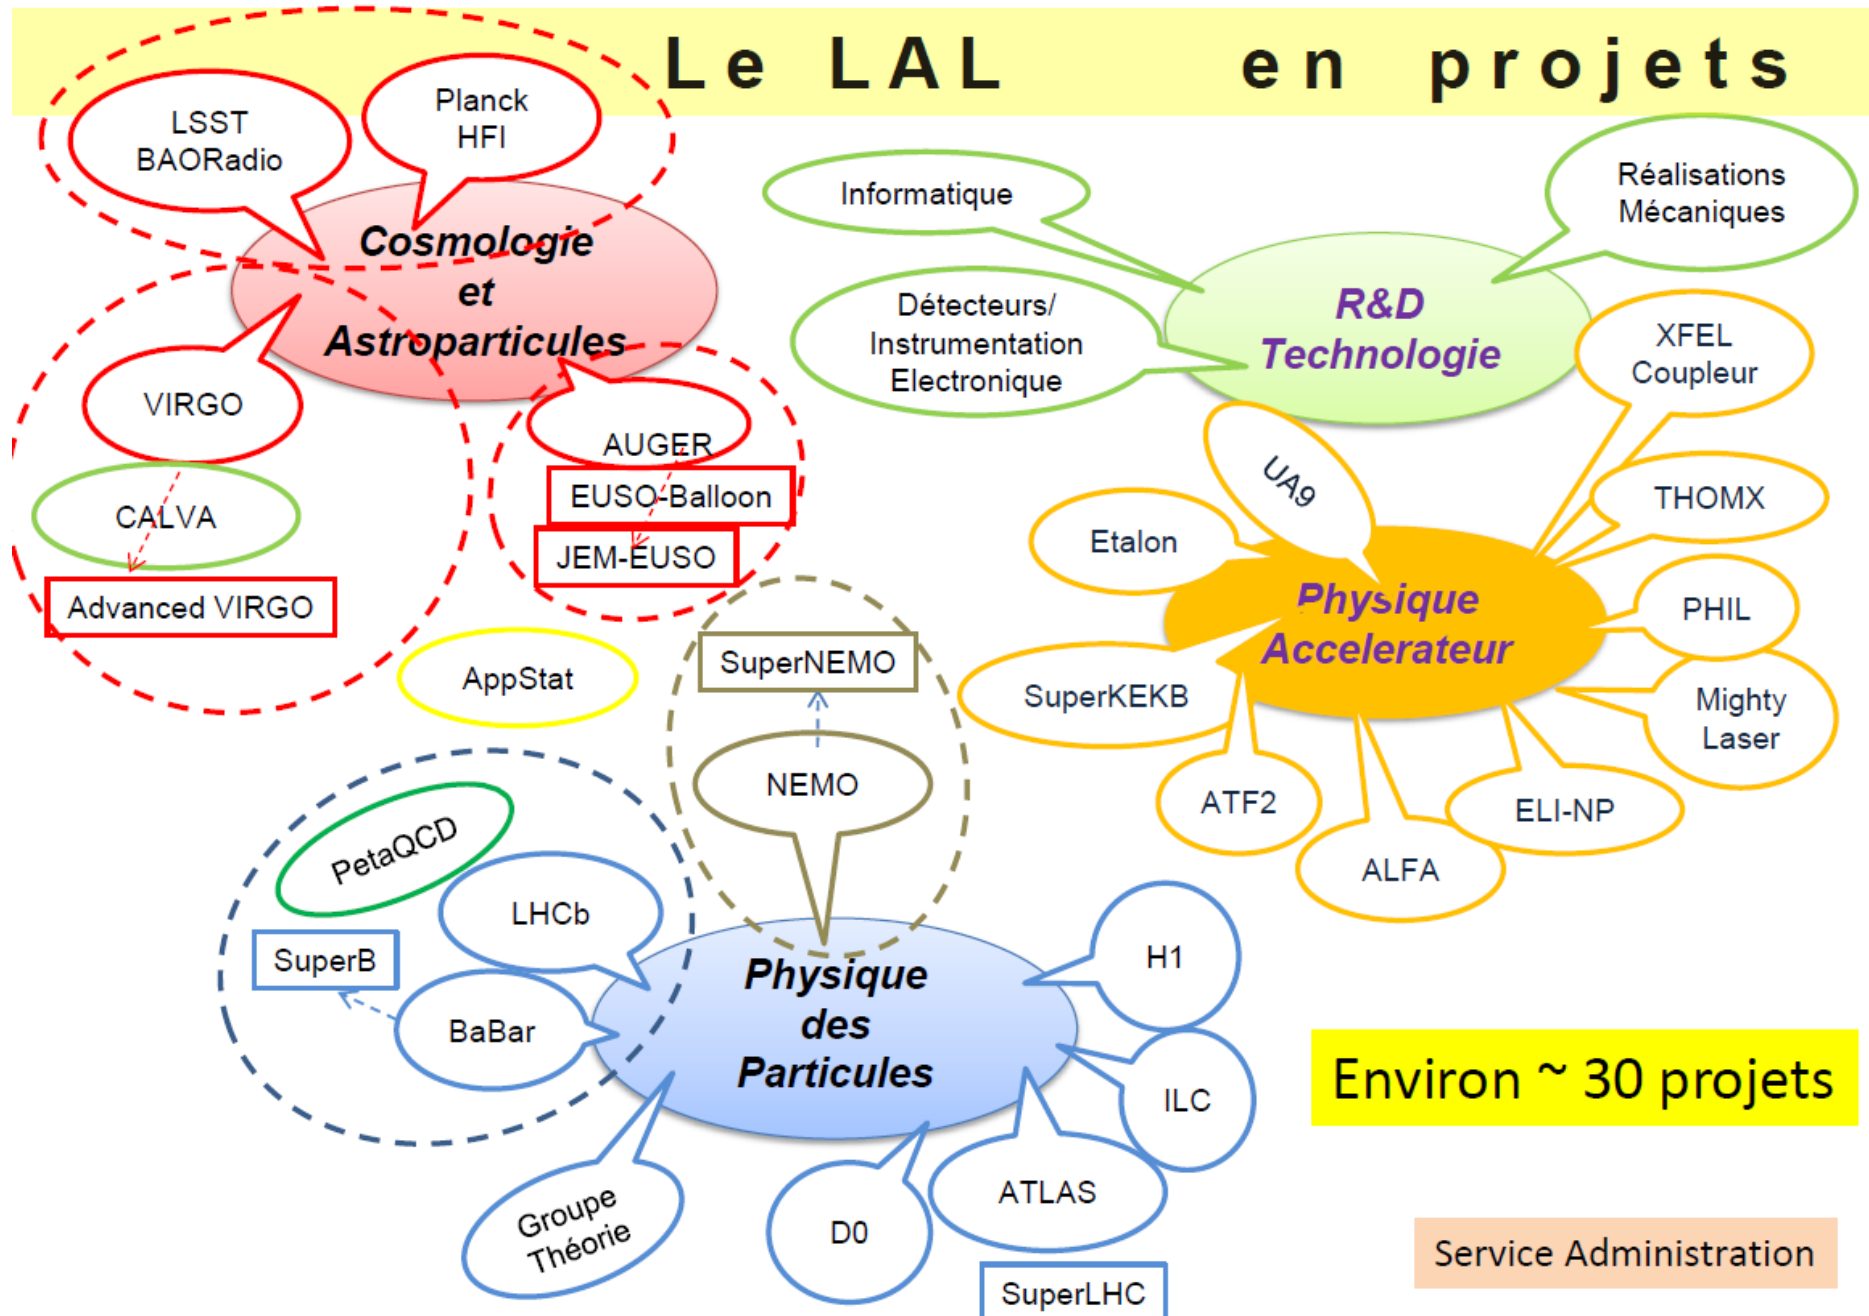 Le LAL en projets
LSST
BAORadio
Planck
HFI
Cosmologie
et
Astroparticules
VIRGO
CALVA
Advanced VIRGO
AUGER
EUSO-Balloon
JEM-EUSO
AppStat
Informatique
Détecteurs/
Instrumentation
Electronique
Réalisations
Mécaniques
R&D
Technologie
XFEL
Coupleur
UA9
THOMX
Etalon
Physique
Accelerateur
PHIL
Mighty
Laser
SuperKEKB
ATF2
ALFA
ELI-NP
SuperNEMO
NEMO
PetaQCD
LHCb
SuperB
BaBar
Physique
des
Particules
H1
ILC
ATLAS
SuperLHC
D0
Groupe
Théorie
Environ ~ 30 projets
Service Administration